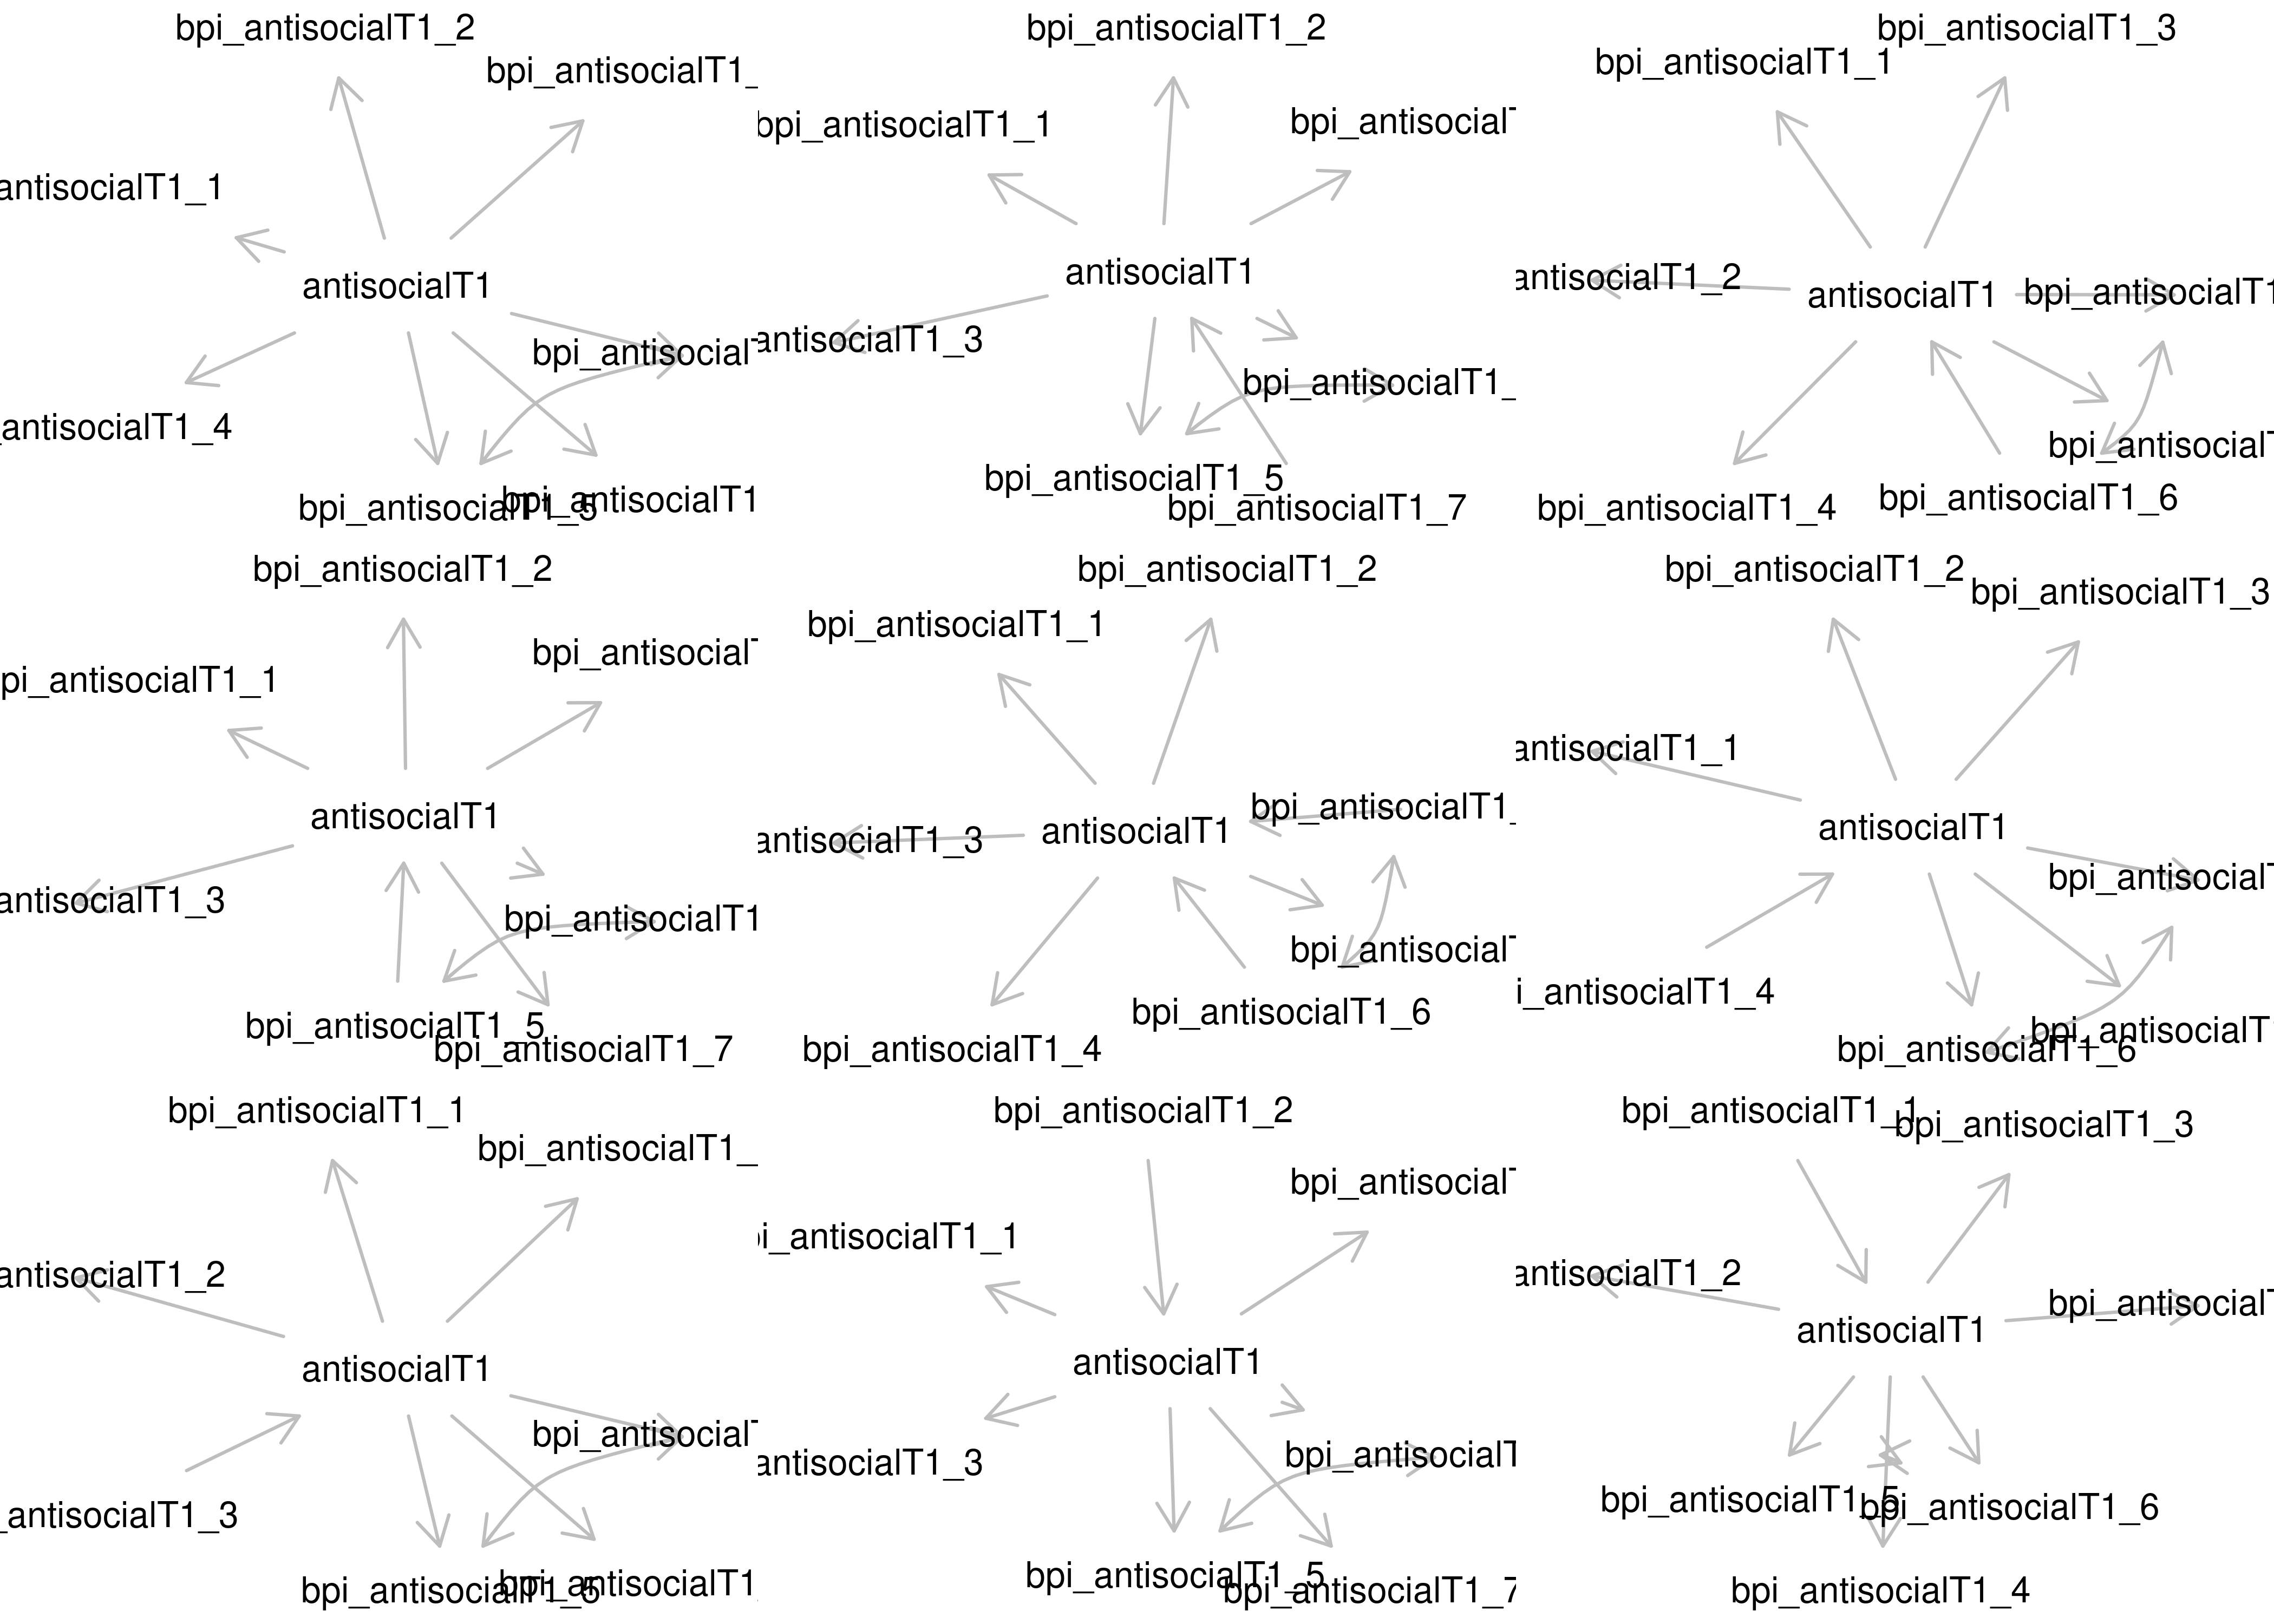 bpi_antisocialT1_2
bpi_antisocialT1_
antisocialT1_1
antisocialT1
bpi_antisocial
_antisocialT1_4
bpi_antisocialT1_5
bpi_antisocialT1
bpi_antisocialT1_2
bpi_antisocialT1_1
bpi_antisocial
antisocialT1
antisocialT1_3
bpi_antisocialT1_
bpi_antisocialT1_5
bpi_antisocialT1_7
bpi_antisocialT1_3
bpi_antisocialT1_1
antisocialT1_2
antisocialT1
bpi_antisocialT1
bpi_antisocial
bpi_antisocialT1_4
bpi_antisocialT1_6
bpi_antisocialT1_2
bpi_antisocial
pi_antisocialT1_1
antisocialT1
antisocialT1_3
bpi_antisocialT1
bpi_antisocialT1_5
bpi_antisocialT1_7
bpi_antisocialT1_2
bpi_antisocialT1_1
bpi_antisocialT1_
antisocialT1_3
antisocialT1
bpi_antisocial
bpi_antisocialT1_6
bpi_antisocialT1_4
bpi_antisocialT1_2
bpi_antisocialT1_3
antisocialT1_1
antisocialT1
bpi_antisocial
i_antisocialT1_4
bpi_antisocialT
bpi_antisocialT1_6
bpi_antisocialT1_1
bpi_antisocialT1_
antisocialT1_2
antisocialT1
bpi_antisocial
_antisocialT1_3
bpi_antisocialT1_5
bpi_antisocialT1
bpi_antisocialT1_2
bpi_antisocial
pi_antisocialT1_1
antisocialT1
antisocialT1_3
bpi_antisocialT
bpi_antisocialT1_5
bpi_antisocialT1_7
bpi_antisocialT1_1
bpi_antisocialT1_3
antisocialT1_2
bpi_antisocial
antisocialT1
bpi_antisocialT1_5
bpi_antisocialT1_6
bpi_antisocialT1_4